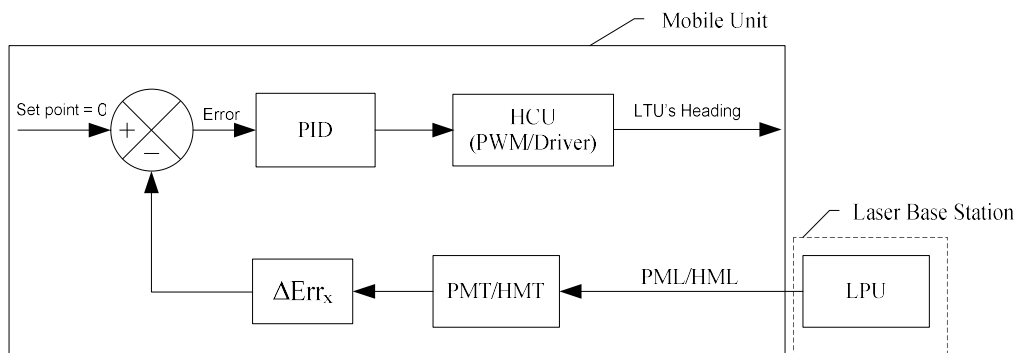 Mobile Unit
Set point = 0
+
−
Error
PID
HCU
(PWM/Driver)
LTU's Heading
Laser Base Station
ΔErrₓ
PMT/HMT
PML/HML
LPU